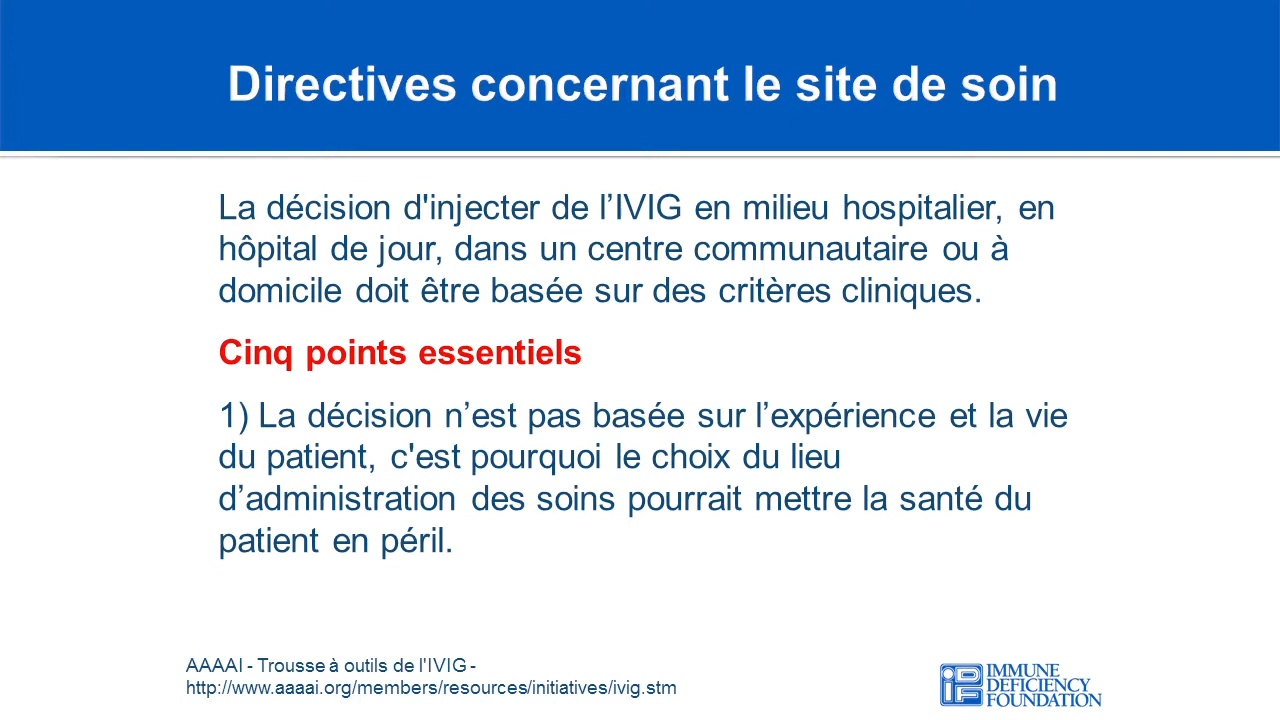 Directives concernant le site de soin
La décision d'injecter de l’IVIG en milieu hospitalier, en
hôpital de jour, dans un centre communautaire ou à
domicile doit être basée sur des critères cliniques.
Cinq points essentiels
1) La décision n’est pas basée sur l’expérience et la vie
du patient, c'est pourquoi le choix du lieu
d’administration des soins pourrait mettre la santé du
patient en péril.
AAAAI - Trousse à outils de l'IVIG -
http://www.aaaai.org/members/resources/initiatives/ivig.stm
IDF
IMMUNE
DEFICIENCY
FOUNDATION